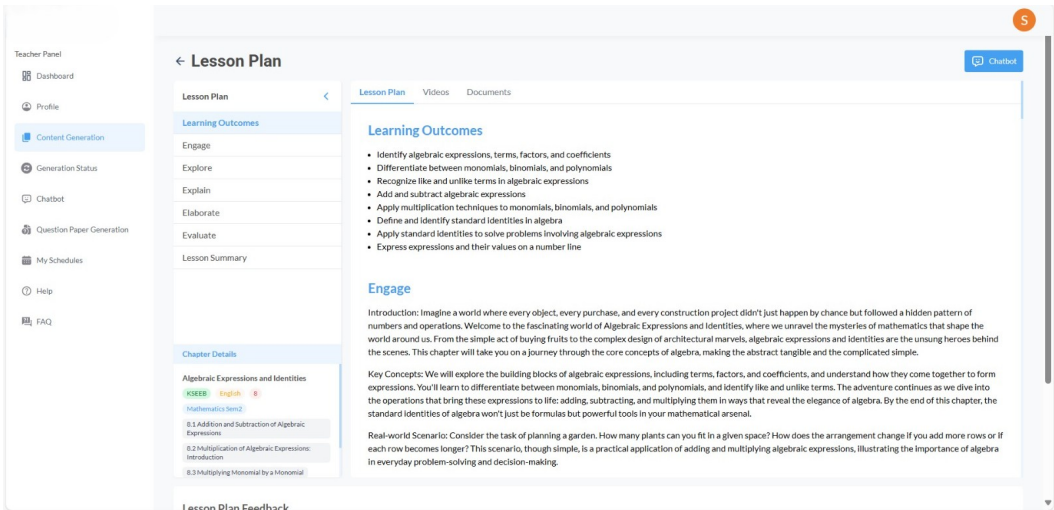 S
Teacher Panel
Dashboard
Profile
Content Generation
Generation Status
Chatbot
Question Paper Generation
My Schedules
Help
FAQ
← Lesson Plan
Chatbot
Lesson Plan
Learning Outcomes
Engage
Explore
Explain
Elaborate
Evaluate
Lesson Summary
Chapter Details
Algebraic Expressions and Identities
KSEEB English 8
Mathematics Sem2
8.1 Addition and Subtraction of Algebraic
Expressions
8.2 Multiplication of Algebraic Expressions:
Introduction
8.3 Multiplying Monomial by a Monomial
Lesson Plan Videos Documents
Learning Outcomes
• Identify algebraic expressions, terms, factors, and coefficients
• Differentiate between monomials, binomials, and polynomials
• Recognize like and unlike terms in algebraic expressions
• Add and subtract algebraic expressions
• Apply multiplication techniques to monomials, binomials, and polynomials
• Define and identify standard identities in algebra
• Apply standard identities to solve problems involving algebraic expressions
• Express expressions and their values on a number line
Engage
Introduction: Imagine a world where every object, every purchase, and every construction project didn't just happen by chance but followed a hidden pattern of
numbers and operations. Welcome to the fascinating world of Algebraic Expressions and Identities, where we unravel the mysteries of mathematics that shape the
world around us. From the simple act of buying fruits to the complex design of architectural marvels, algebraic expressions and identities are the unsung heroes behind
the scenes. This chapter will take you on a journey through the core concepts of algebra, making the abstract tangible and the complicated simple.
Key Concepts: We will explore the building blocks of algebraic expressions, including terms, factors, and coefficients, and understand how they come together to form
expressions. You'll learn to differentiate between monomials, binomials, and polynomials, and identify like and unlike terms. The adventure continues as we dive into
the operations that bring these expressions to life: adding, subtracting, and multiplying them in ways that reveal the elegance of algebra. By the end of this chapter, the
standard identities of algebra won't just be formulas but powerful tools in your mathematical arsenal.
Real-world Scenario: Consider the task of planning a garden. How many plants can you fit in a given space? How does the arrangement change if you add more rows or if
each row becomes longer? This scenario, though simple, is a practical application of adding and multiplying algebraic expressions, illustrating the importance of algebra
in everyday problem-solving and decision-making.
Lesson Plan Feedback